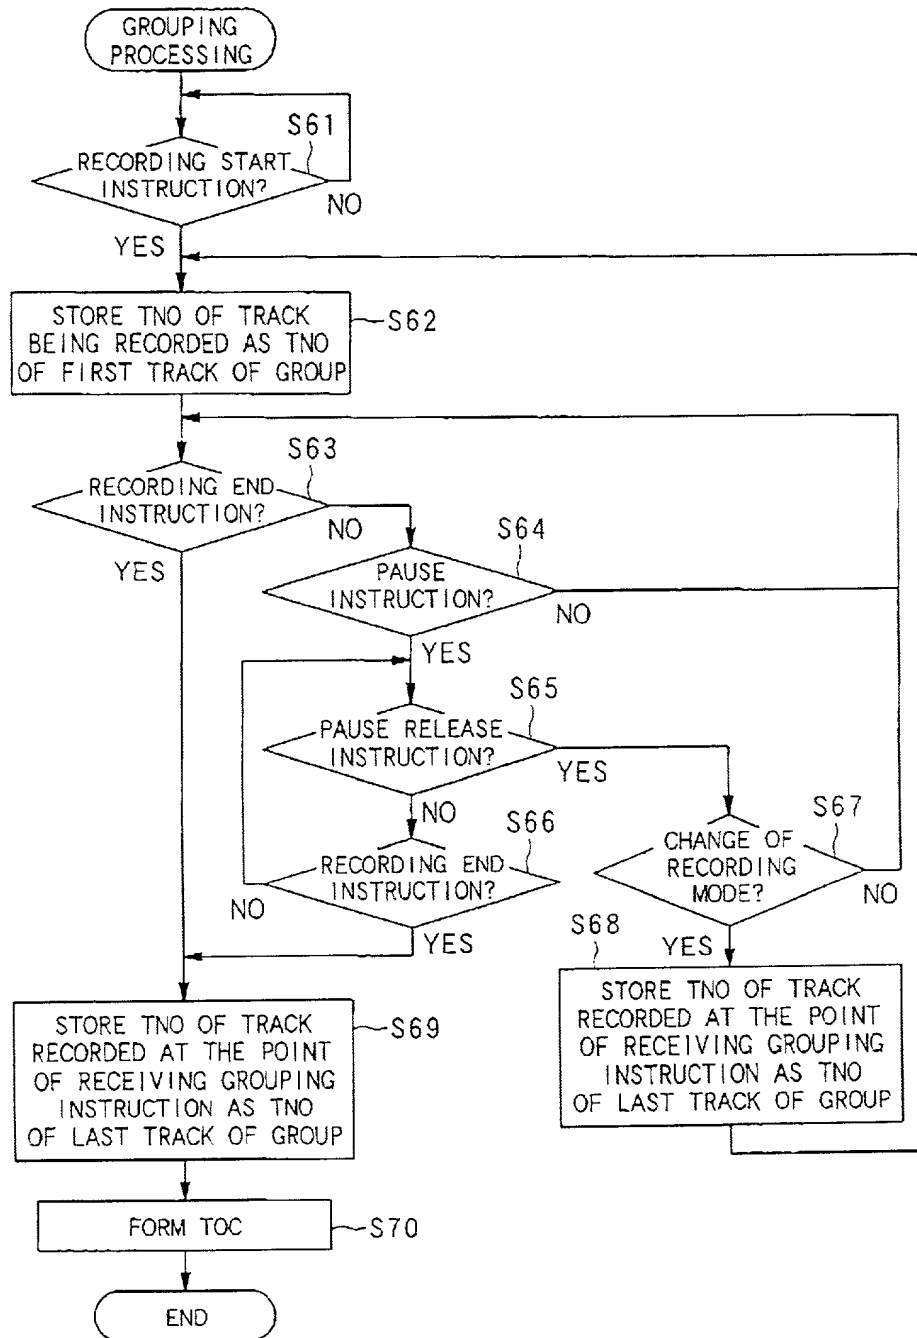 GROUPING
PROCESSING
S61
RECORDING START
INSTRUCTION?
NO
YES
STORE TNO OF TRACK
BEING RECORDED AS TNO
OF FIRST TRACK OF GROUP
S62
S63
RECORDING END
INSTRUCTION?
NO
YES
S64
PAUSE
INSTRUCTION?
NO
YES
S65
PAUSE RELEASE
INSTRUCTION?
YES
NO
S66
RECORDING END
INSTRUCTION?
NO
YES
S67
CHANGE OF
RECORDING
MODE?
NO
YES
S68
STORE TNO OF TRACK
RECORDED AT THE POINT
OF RECEIVING GROUPING
INSTRUCTION AS TNO
OF LAST TRACK OF GROUP
STORE TNO OF TRACK
RECORDED AT THE POINT
OF RECEIVING GROUPING
INSTRUCTION AS TNO
OF LAST TRACK OF GROUP
S69
FORM TOC
S70
END